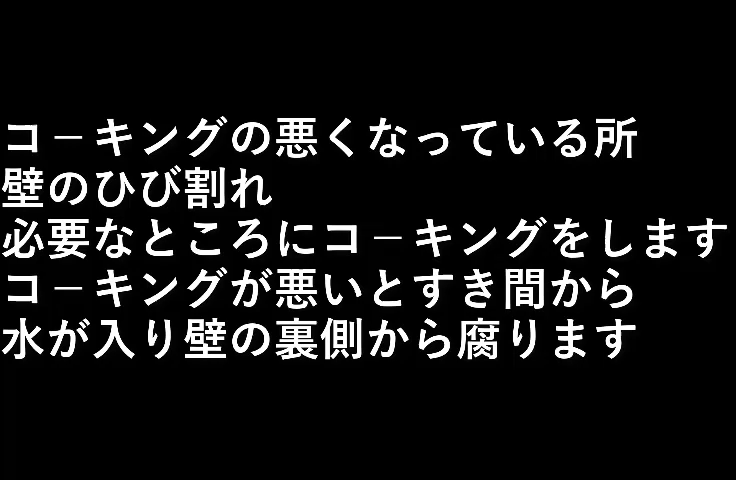 コ－キングの悪くなっている所
壁のひび割れ
必要なところにコ－キングをします
コ－キングが悪いとすき間から
水が入り壁の裏側から腐ります